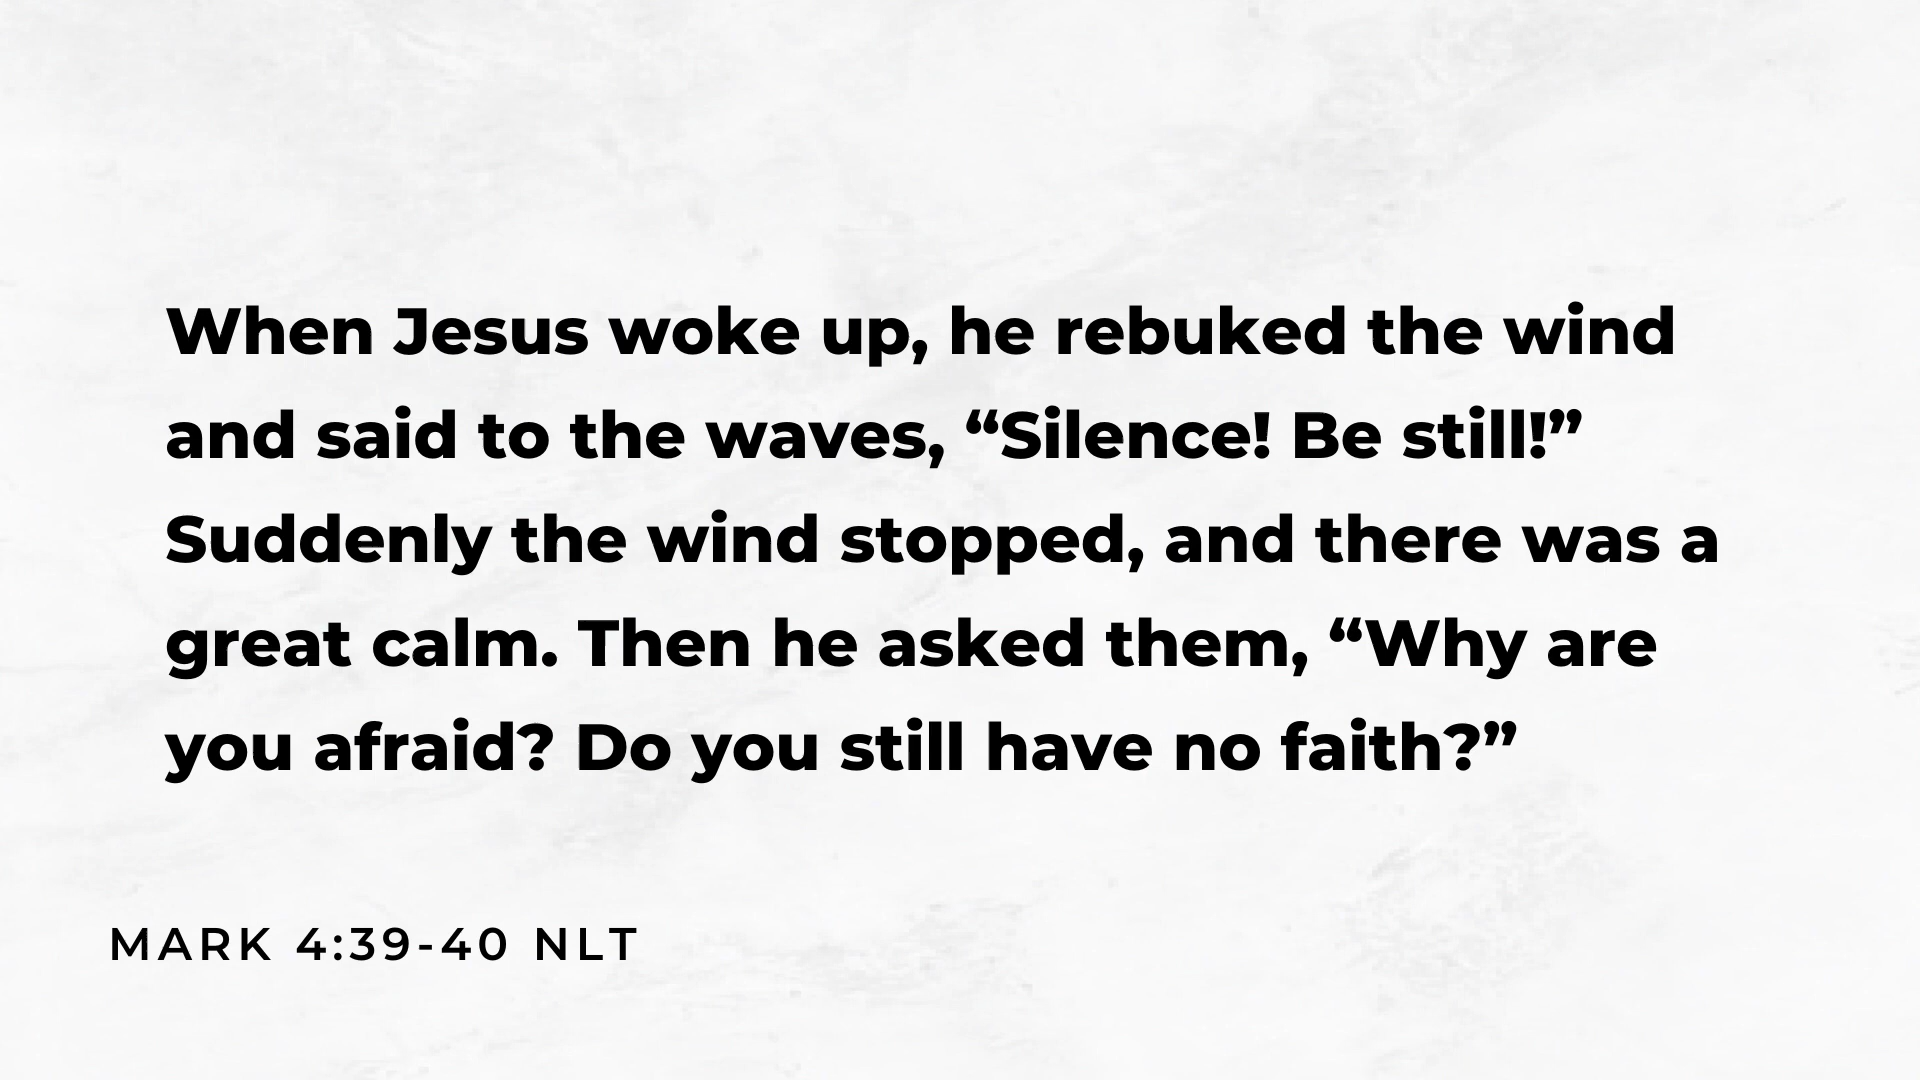 When Jesus woke up, he rebuked the wind
and said to the waves, “Silence! Be still!”
Suddenly the wind stopped, and there was a
great calm. Then he asked them, “Why are
you afraid? Do you still have no faith?”
MARK 4:39-40 NLT